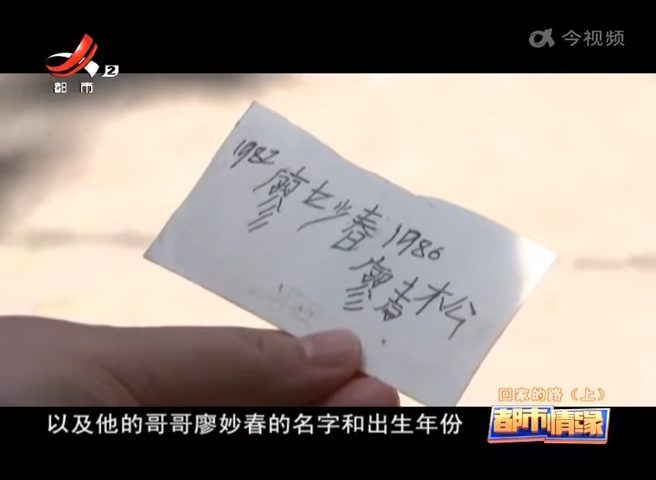 都市 2
今视频
1982
廖妙春 1986
廖青松
回家的路（上）
以及他的哥哥廖妙春的名字和出生年份
都市情缘